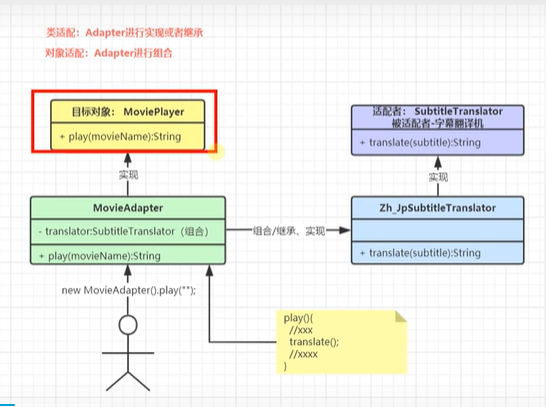 类适配：Adapter进行实现或者继承
对象适配：Adapter进行组合
目标对象： MoviePlayer
+ play(movieName):String
适配者： SubtitleTranslator
被适配者-字幕翻译机
+ translate(subtitle):String
实现
实现
MovieAdapter
- translator:SubtitleTranslator（组合）
+ play(movieName):String
组合/继承、实现
Zh_JpSubtitleTranslator
+ translate(subtitle):String
new MovieAdapter().play(**);
play(){
//xxx
translate();
//xxxx
}